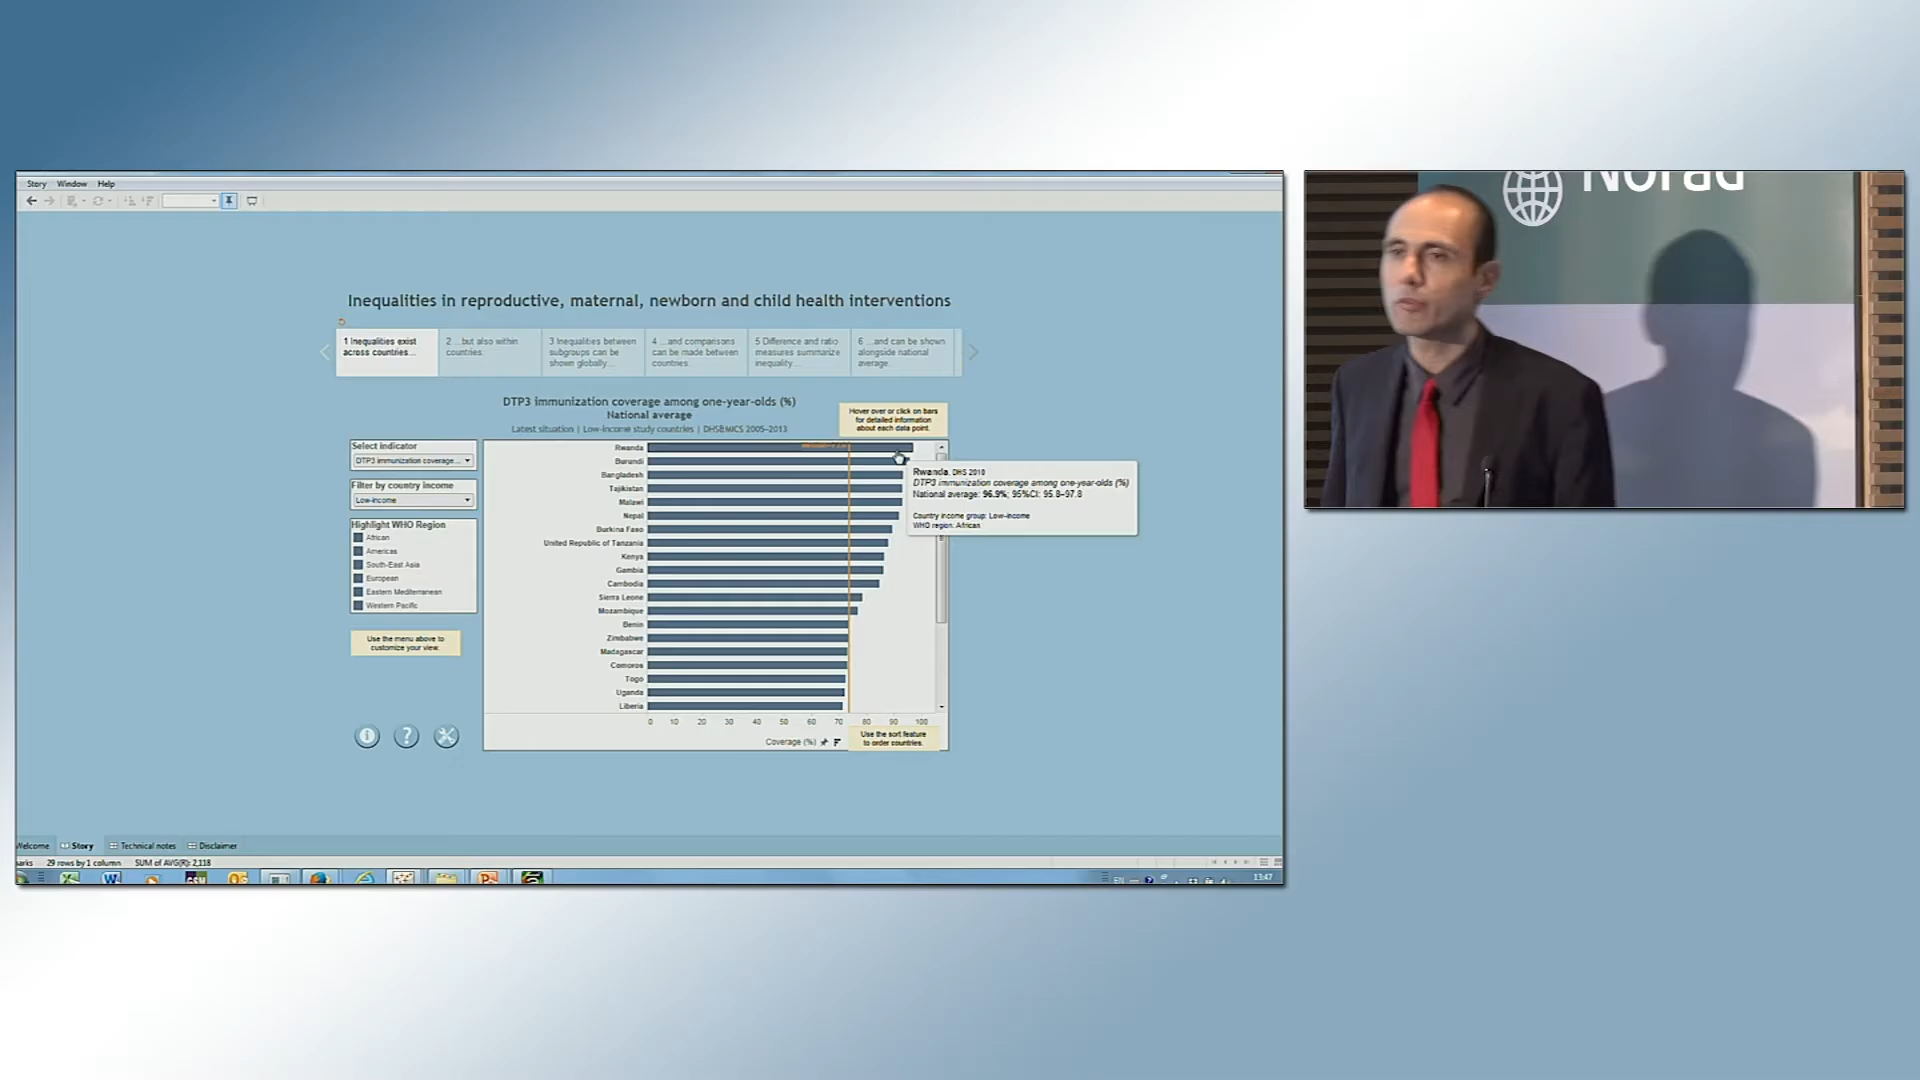 Story Window Help
Inequalities in reproductive, maternal, newborn and child health interventions
1 Inequalities exist
across countries...
2 ...but also within
countries.
3 Inequalities between
subgroups can be
shown globally...
4 ...and comparisons
can be made between
countries.
5 Difference and ratio
measures summarize
inequality...
6 ...and can be shown
alongside national
average.
DTP3 immunization coverage among one-year-olds (%)
National average
Latest situation | Low-income study countries | DHS&MICS 2005-2013
Hover over or click on bars
for detailed information
about each data point.
Select indicator
DTP3 immunization coverage...
Filter by country income
Low-income
Highlight WHO Region
African
Americas
South-East Asia
European
Eastern Mediterranean
Western Pacific
Use the menu above to
customize your view.
Rwanda
Burundi
Bangladesh
Tajikistan
Malawi
Nepal
Burkina Faso
United Republic of Tanzania
Kenya
Gambia
Cambodia
Sierra Leone
Mozambique
Benin
Zimbabwe
Madagascar
Comoros
Togo
Uganda
Liberia
Rwanda, DHS 2010
DTP3 immunization coverage among one-year-olds (%)
National average: 96.9%; 95%CI: 95.8-97.8
Country income group: Low-income
WHO region: African
0 10 20 30 40 50 60 70 80 90 100
Coverage (%)
Use the sort feature
to order countries.
Welcome Story Technical notes Disclaimer
arks 29 rows by 1 column SUM of AVG(R): 2,118
EN 13:47
Norad